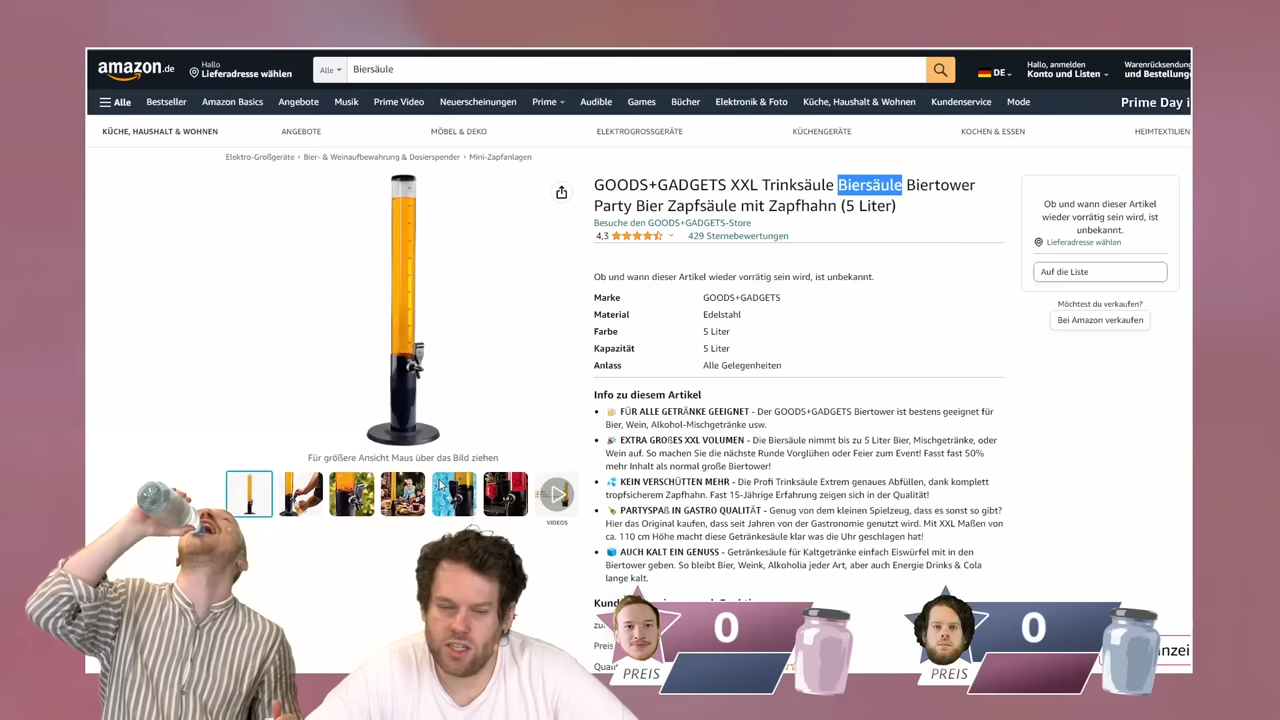 amazon.de
Hallo
Lieferadresse wählen
Alle
Biersäule
DE
Hallo, anmelden
Konto und Listen
Warenrücksendung
und Bestellunge
Alle
Bestseller
Amazon Basics
Angebote
Musik
Prime Video
Neuerscheinungen
Prime
Audible
Games
Bücher
Elektronik & Foto
Küche, Haushalt & Wohnen
Kundenservice
Mode
Prime Day i
KÜCHE, HAUSHALT & WOHNEN
ANGEBOTE
MÖBEL & DEKO
ELEKTROGROSSGERÄTE
KÜCHENGERÄTE
KOCHEN & ESSEN
HEIMTEXTILIEN
Elektro-Großgeräte › Bier- & Weinaufbewahrung & Dosierspender › Mini-Zapfanlagen
Für größere Ansicht Maus über das Bild ziehen
VIDEOS
GOODS+GADGETS XXL Trinksäule Biersäule Biertower
Party Bier Zapfsäule mit Zapfhahn (5 Liter)
Besuche den GOODS+GADGETS-Store
4,3
429 Sternebewertungen
Ob und wann dieser Artikel wieder vorrätig sein wird, ist unbekannt.
Marke GOODS+GADGETS
Material Edelstahl
Farbe 5 Liter
Kapazität 5 Liter
Anlass Alle Gelegenheiten
Info zu diesem Artikel
FÜR ALLE GETRÄNKE GEEIGNET - Der GOODS+GADGETS Biertower ist bestens geeignet für
Bier, Wein, Alkohol-Mischgetränke usw.
EXTRA GROßES XXL VOLUMEN - Die Biersäule nimmt bis zu 5 Liter Bier, Mischgetränke, oder
Wein auf. So machen Sie die nächste Runde Vorglühen oder Feier zum Event! Fasst fast 50%
mehr Inhalt als normal große Biertower!
KEIN VERSCHÜTTEN MEHR - Die Profi Trinksäule Extrem genaues Abfüllen, dank komplett
tropfsicherem Zapfhahn. Fast 15-Jährige Erfahrung zeigen sich in der Qualität!
PARTYSPAß IN GASTRO QUALITÄT - Genug von dem kleinen Spielzeug, dass es sonst so gibt?
Hier das Original kaufen, dass seit Jahren von der Gastronomie genutzt wird. Mit XXL Maßen von
ca. 110 cm Höhe macht diese Getränkesäule klar was die Uhr geschlagen hat!
AUCH KALT EIN GENUSS - Getränkesäule für Kaltgetränke einfach Eiswürfel mit in den
Biertower geben. So bleibt Bier, Weink, Alkoholia jeder Art, aber auch Energie Drinks & Cola
lange kalt.
Ob und wann dieser Artikel
wieder vorrätig sein wird, ist
unbekannt.
Lieferadresse wählen
Auf die Liste
Möchtest du verkaufen?
Bei Amazon verkaufen
Preis
0
PREIS
0
PREIS
nzei